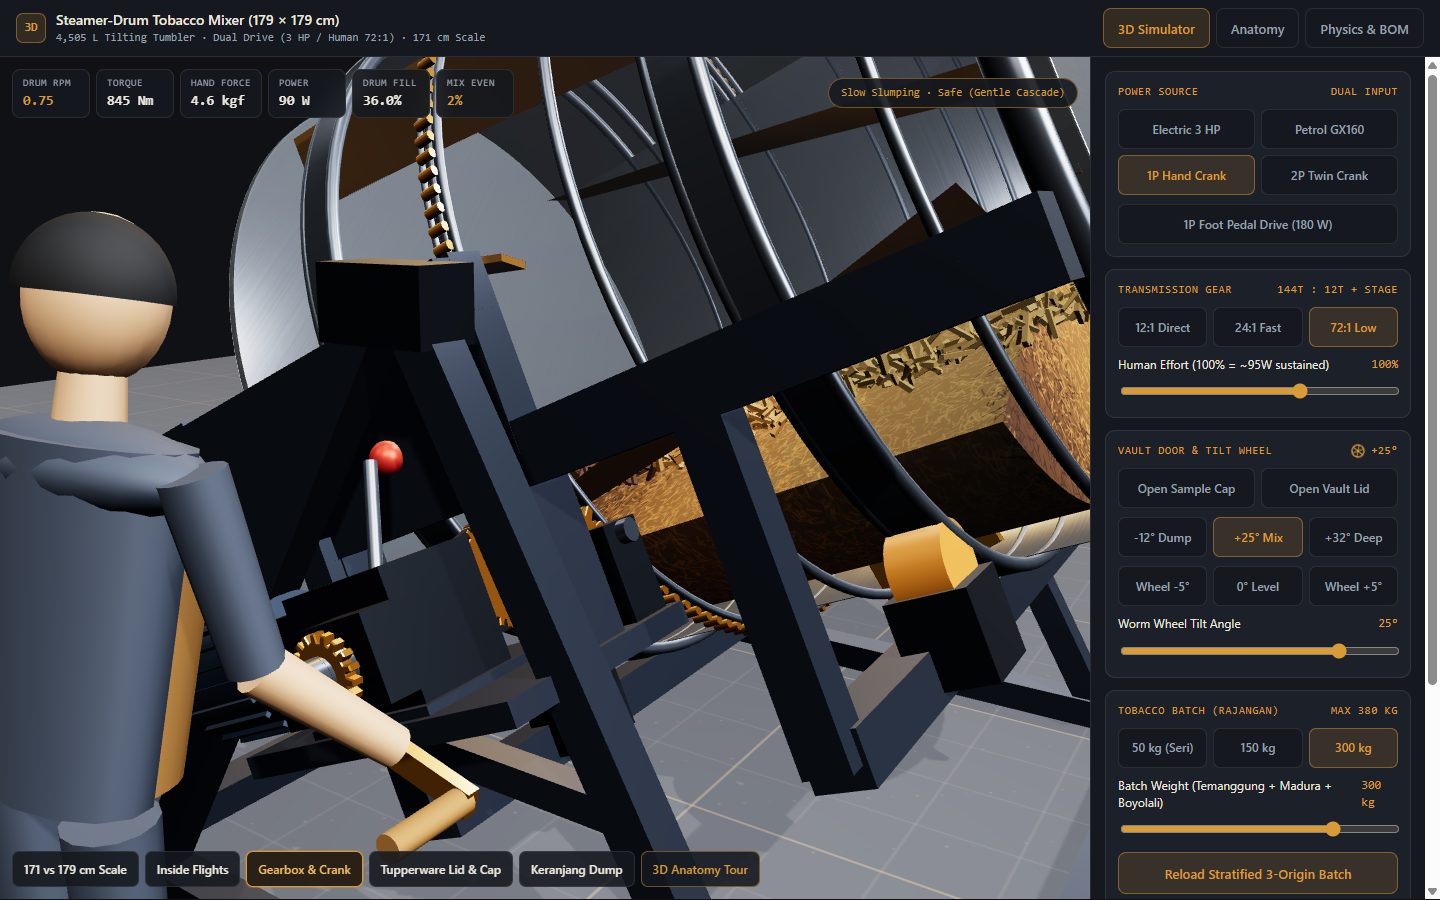 3D
Steamer-Drum Tobacco Mixer (179 × 179 cm)
4,505 L Tilting Tumbler · Dual Drive (3 HP / Human 72:1) · 171 cm Scale
3D Simulator
Anatomy
Physics & BOM
DRUM RPM
0.75
TORQUE
845 Nm
HAND FORCE
4.6 kgf
POWER
90 W
DRUM FILL
36.0%
MIX EVEN
2%
Slow Slumping · Safe (Gentle Cascade)
POWER SOURCE
DUAL INPUT
Electric 3 HP
Petrol GX160
1P Hand Crank
2P Twin Crank
1P Foot Pedal Drive (180 W)
TRANSMISSION GEAR
144T : 12T + STAGE
12:1 Direct
24:1 Fast
72:1 Low
Human Effort (100% = ~95W sustained)
100%
VAULT DOOR & TILT WHEEL
+25°
Open Sample Cap
Open Vault Lid
-12° Dump
+25° Mix
+32° Deep
Wheel -5°
0° Level
Wheel +5°
Worm Wheel Tilt Angle
25°
TOBACCO BATCH (RAJANGAN)
MAX 380 KG
50 kg (Seri)
150 kg
300 kg
Batch Weight (Temanggung + Madura +
Boyolali)
300
kg
Reload Stratified 3-Origin Batch
171 vs 179 cm Scale
Inside Flights
Gearbox & Crank
Tupperware Lid & Cap
Keranjang Dump
3D Anatomy Tour